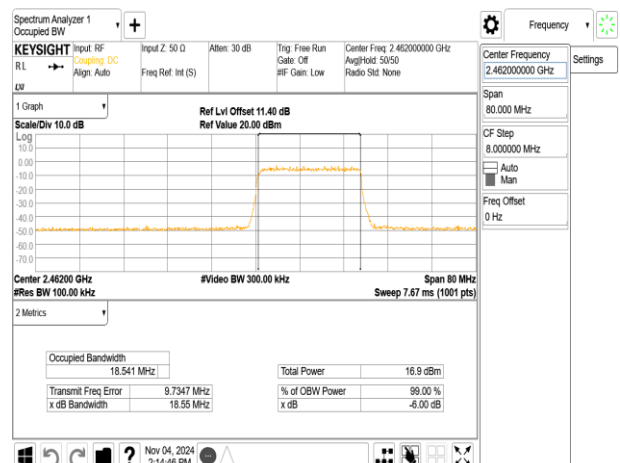 Spectrum Analyzer 1
Occupied BW
Frequency
KEYSIGHT
RL
Input: RF
Coupling: DC
Align: Auto
Input Z: 50 Ω
Freq Ref: Int (S)
Atten: 30 dB
Trig: Free Run
Gate: Off
#IF Gain: Low
Center Freq: 2.462000000 GHz
Avg|Hold: 50/50
Radio Std: None
Center Frequency
2.462000000 GHz
Settings
Span
80.000 MHz
CF Step
8.000000 MHz
Auto
Man
Freq Offset
0 Hz
1 Graph
Scale/Div 10.0 dB
Ref Lvl Offset 11.40 dB
Ref Value 20.00 dBm
Log
10.0
0.00
-10.0
-20.0
-30.0
-40.0
-50.0
-60.0
-70.0
Center 2.46200 GHz
#Res BW 100.00 kHz
#Video BW 300.00 kHz
Span 80 MHz
Sweep 7.67 ms (1001 pts)
2 Metrics
Occupied Bandwidth
18.541 MHz
Total Power 16.9 dBm
Transmit Freq Error 9.7347 MHz
% of OBW Power 99.00 %
x dB Bandwidth 18.55 MHz
x dB -6.00 dB
?
Nov 04, 2024
2:14:46 PM